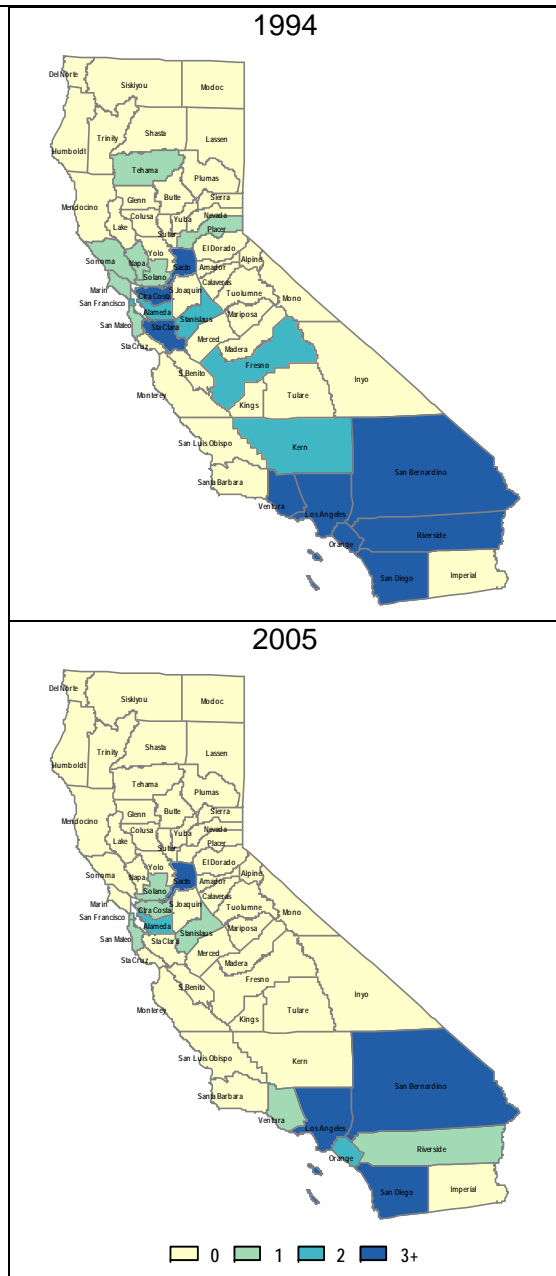 1994
Del Norte
Siskiyou
Modoc
Trinity
Shasta
Lassen
Humboldt
Tehama
Plumas
Mendocino
Glenn
Butte
Sierra
Colusa
Nevada
Lake
Yuba
Placer
Sutter
Yolo
El Dorado
Sonoma
Napa
Sacto
Alpine
Solano
Amador
Marin
Ctra Costa
S Joaquin
Calaveras
San Francisco
Tuolumne
Mono
Alameda
Stanislaus
San Mateo
Sta Clara
Mariposa
Sta Cruz
Merced
Madera
S. Benito
Fresno
Inyo
Monterey
Kings
Tulare
San Luis Obispo
Kern
San Bernardino
Santa Barbara
Ventura
Los Angeles
Orange
Riverside
San Diego
Imperial
2005
Del Norte
Siskiyou
Modoc
Trinity
Shasta
Lassen
Humboldt
Tehama
Plumas
Mendocino
Glenn
Butte
Sierra
Colusa
Nevada
Lake
Yuba
Placer
Sutter
Yolo
El Dorado
Sonoma
Napa
Sacto
Alpine
Solano
Amador
Marin
Ctra Costa
S Joaquin
Calaveras
San Francisco
Tuolumne
Mono
Alameda
Stanislaus
San Mateo
Sta Clara
Mariposa
Sta Cruz
Merced
Madera
S. Benito
Fresno
Inyo
Monterey
Kings
Tulare
San Luis Obispo
Kern
San Bernardino
Santa Barbara
Ventura
Los Angeles
Orange
Riverside
San Diego
Imperial
0 1 2 3+